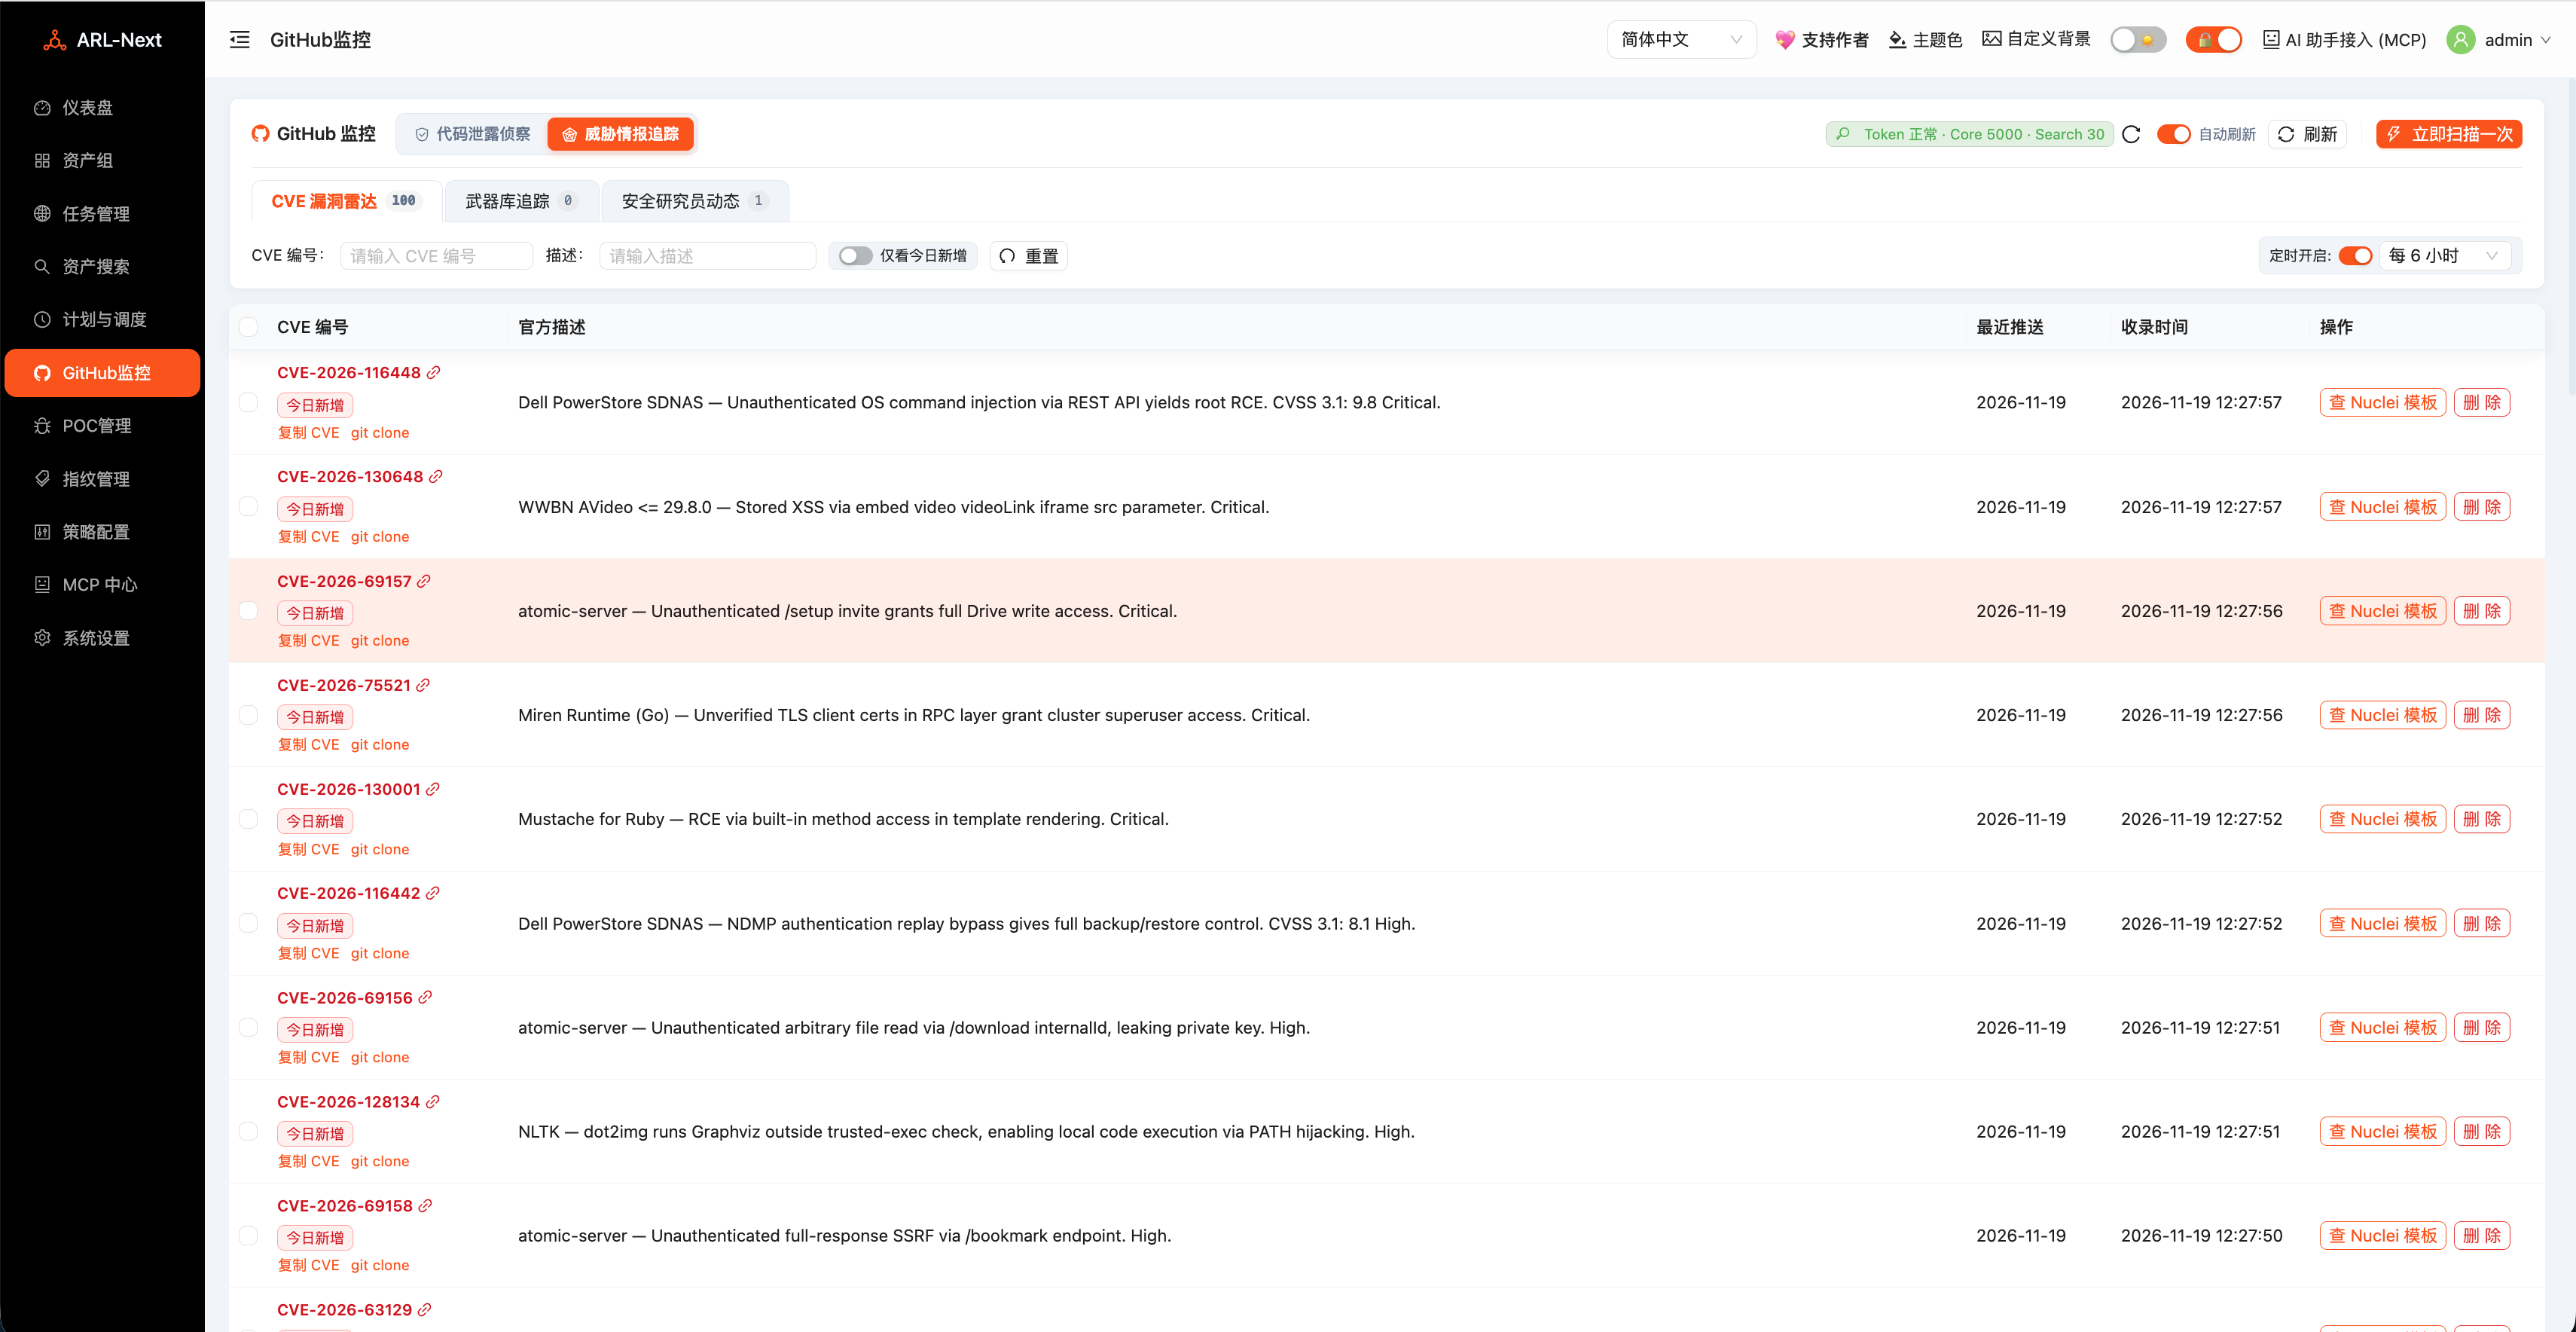 ARL-Next
仪表盘
资产组
任务管理
资产搜索
计划与调度
GitHub监控
POC管理
指纹管理
策略配置
MCP 中心
系统设置
GitHub监控
简体中文
💖 支持作者
主题色
自定义背景
AI 助手接入 (MCP)
admin
GitHub 监控
代码泄露侦察
威胁情报追踪
Token 正常 · Core 5000 · Search 30
自动刷新
刷新
立即扫描一次
CVE 漏洞雷达 100
武器库追踪 0
安全研究员动态 1
CVE 编号: 请输入 CVE 编号
描述: 请输入描述
仅看今日新增
重置
定时开启: 每 6 小时
CVE 编号 官方描述 最近推送 收录时间 操作
CVE-2026-116448
今日新增
复制 CVE git clone
Dell PowerStore SDNAS — Unauthenticated OS command injection via REST API yields root RCE. CVSS 3.1: 9.8 Critical.
2026-11-19
2026-11-19 12:27:57
查 Nuclei 模板 删 除
CVE-2026-130648
今日新增
复制 CVE git clone
WWBN AVideo <= 29.8.0 — Stored XSS via embed video videoLink iframe src parameter. Critical.
2026-11-19
2026-11-19 12:27:57
查 Nuclei 模板 删 除
CVE-2026-69157
今日新增
复制 CVE git clone
atomic-server — Unauthenticated /setup invite grants full Drive write access. Critical.
2026-11-19
2026-11-19 12:27:56
查 Nuclei 模板 删 除
CVE-2026-75521
今日新增
复制 CVE git clone
Miren Runtime (Go) — Unverified TLS client certs in RPC layer grant cluster superuser access. Critical.
2026-11-19
2026-11-19 12:27:56
查 Nuclei 模板 删 除
CVE-2026-130001
今日新增
复制 CVE git clone
Mustache for Ruby — RCE via built-in method access in template rendering. Critical.
2026-11-19
2026-11-19 12:27:52
查 Nuclei 模板 删 除
CVE-2026-116442
今日新增
复制 CVE git clone
Dell PowerStore SDNAS — NDMP authentication replay bypass gives full backup/restore control. CVSS 3.1: 8.1 High.
2026-11-19
2026-11-19 12:27:52
查 Nuclei 模板 删 除
CVE-2026-69156
今日新增
复制 CVE git clone
atomic-server — Unauthenticated arbitrary file read via /download internalId, leaking private key. High.
2026-11-19
2026-11-19 12:27:51
查 Nuclei 模板 删 除
CVE-2026-128134
今日新增
复制 CVE git clone
NLTK — dot2img runs Graphviz outside trusted-exec check, enabling local code execution via PATH hijacking. High.
2026-11-19
2026-11-19 12:27:51
查 Nuclei 模板 删 除
CVE-2026-69158
今日新增
复制 CVE git clone
atomic-server — Unauthenticated full-response SSRF via /bookmark endpoint. High.
2026-11-19
2026-11-19 12:27:50
查 Nuclei 模板 删 除
CVE-2026-63129